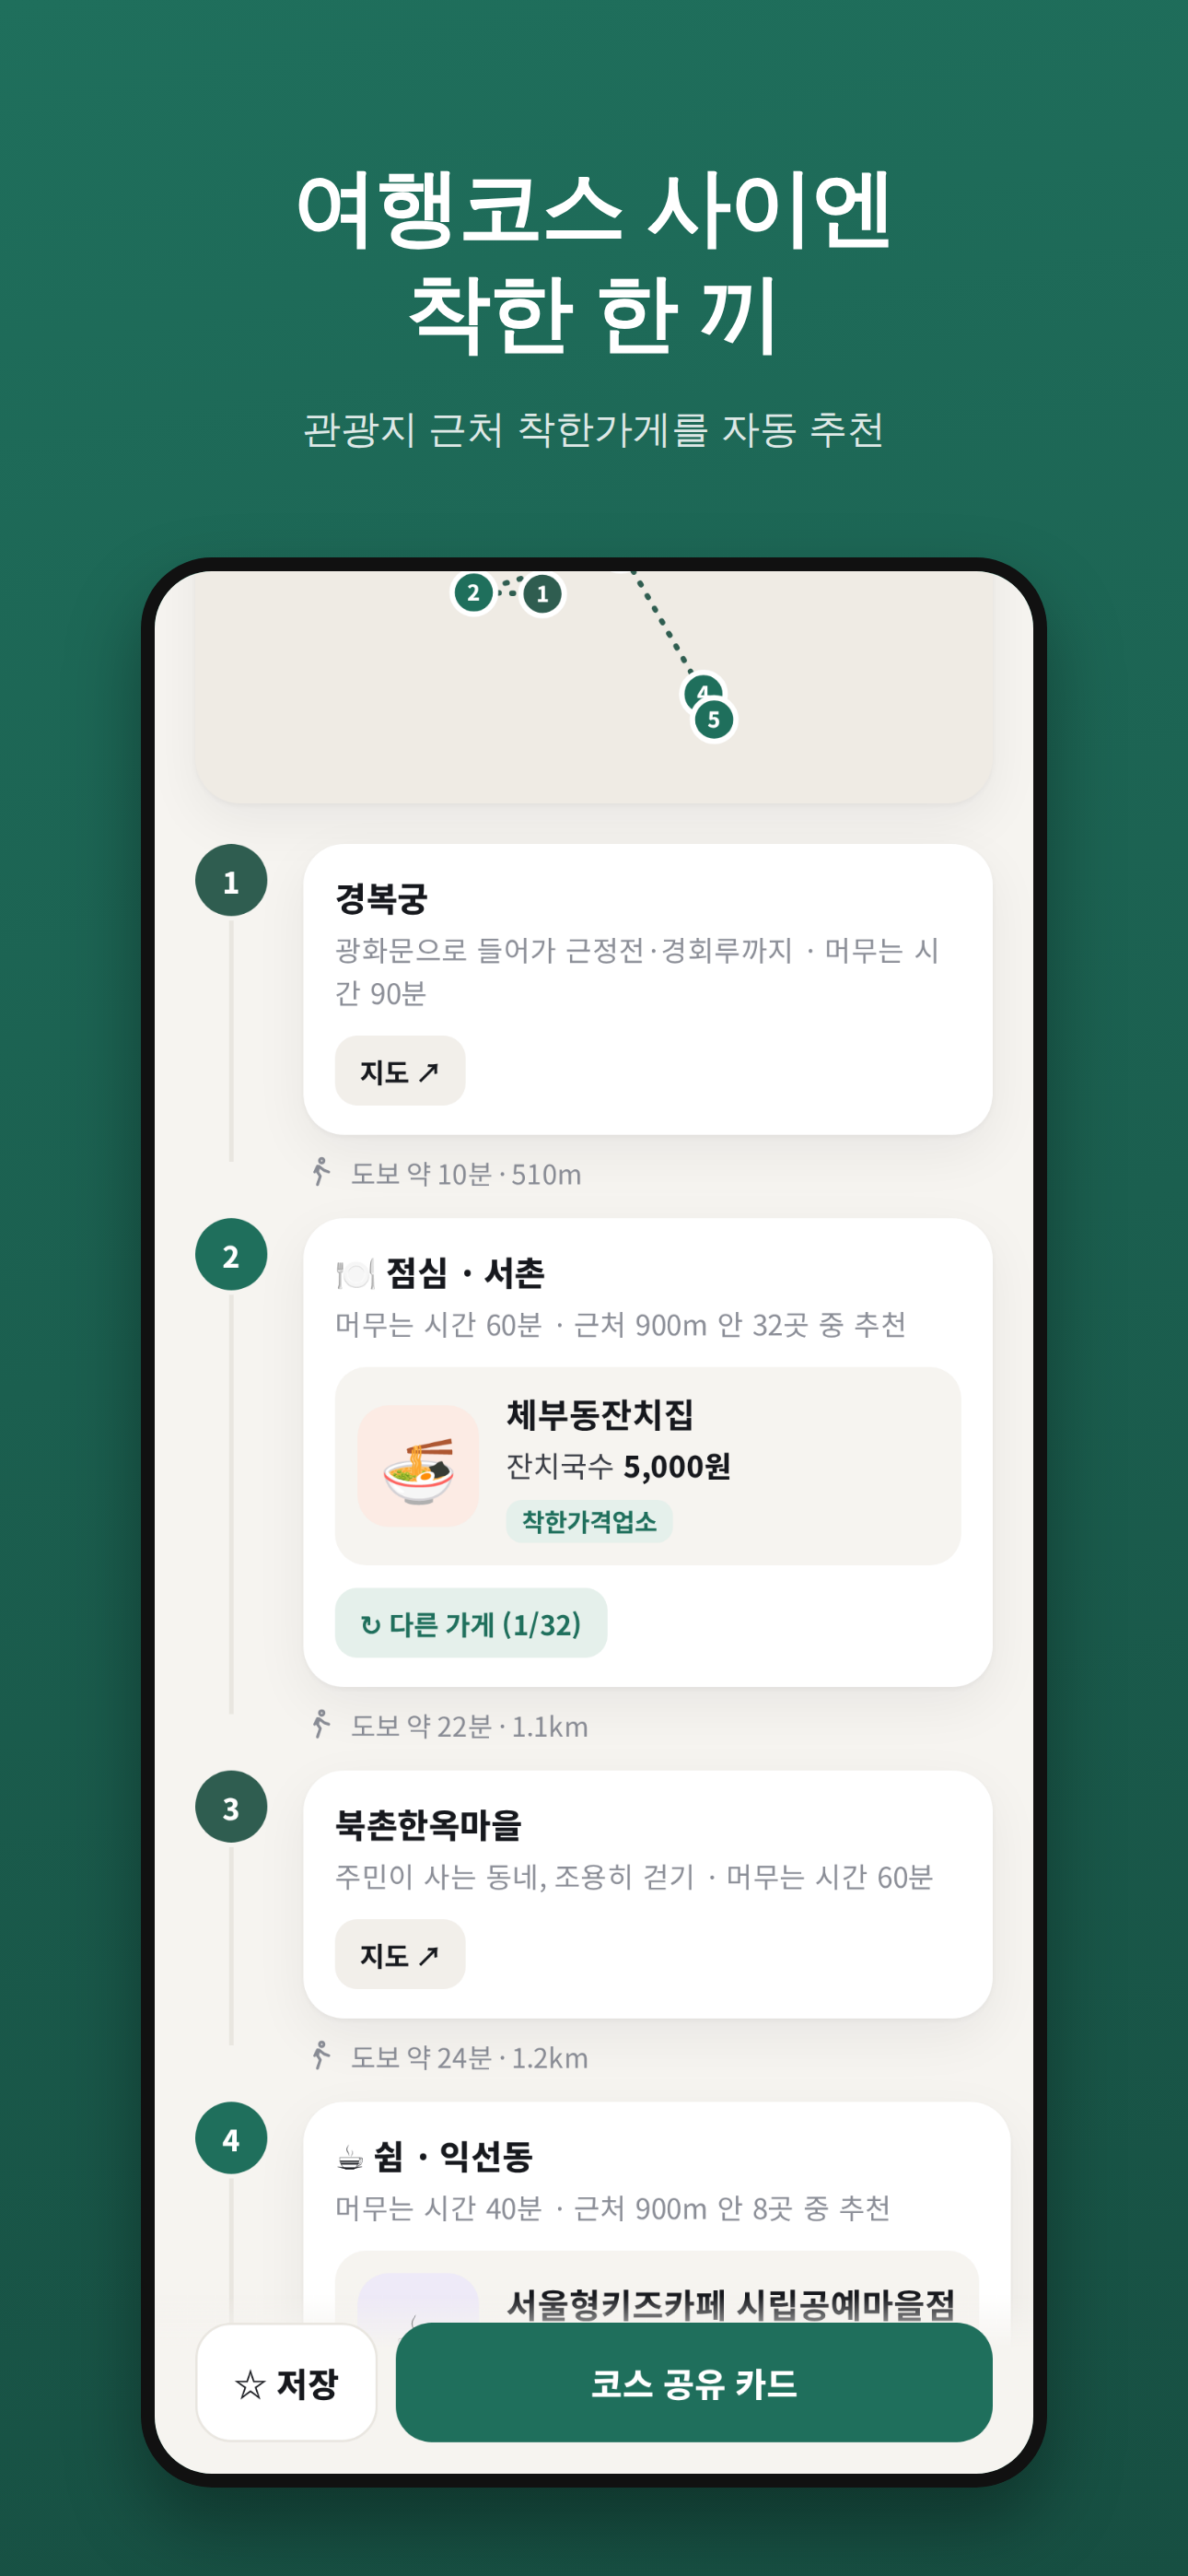 여행코스 사이엔
착한 한 끼
관광지 근처 착한가게를 자동 추천
2
1
4
5
1
경복궁
광화문으로 들어가 근정전·경회루까지 · 머무는 시
간 90분
지도 ↗
도보 약 10분 · 510m
2
🍽️ 점심 · 서촌
머무는 시간 60분 · 근처 900m 안 32곳 중 추천
체부동잔치집
잔치국수 5,000원
착한가격업소
↻ 다른 가게 (1/32)
도보 약 22분 · 1.1km
3
북촌한옥마을
주민이 사는 동네, 조용히 걷기 · 머무는 시간 60분
지도 ↗
도보 약 24분 · 1.2km
4
☕ 쉼 · 익선동
머무는 시간 40분 · 근처 900m 안 8곳 중 추천
서울형키즈카페 시립공예마을점
☆ 저장
코스 공유 카드